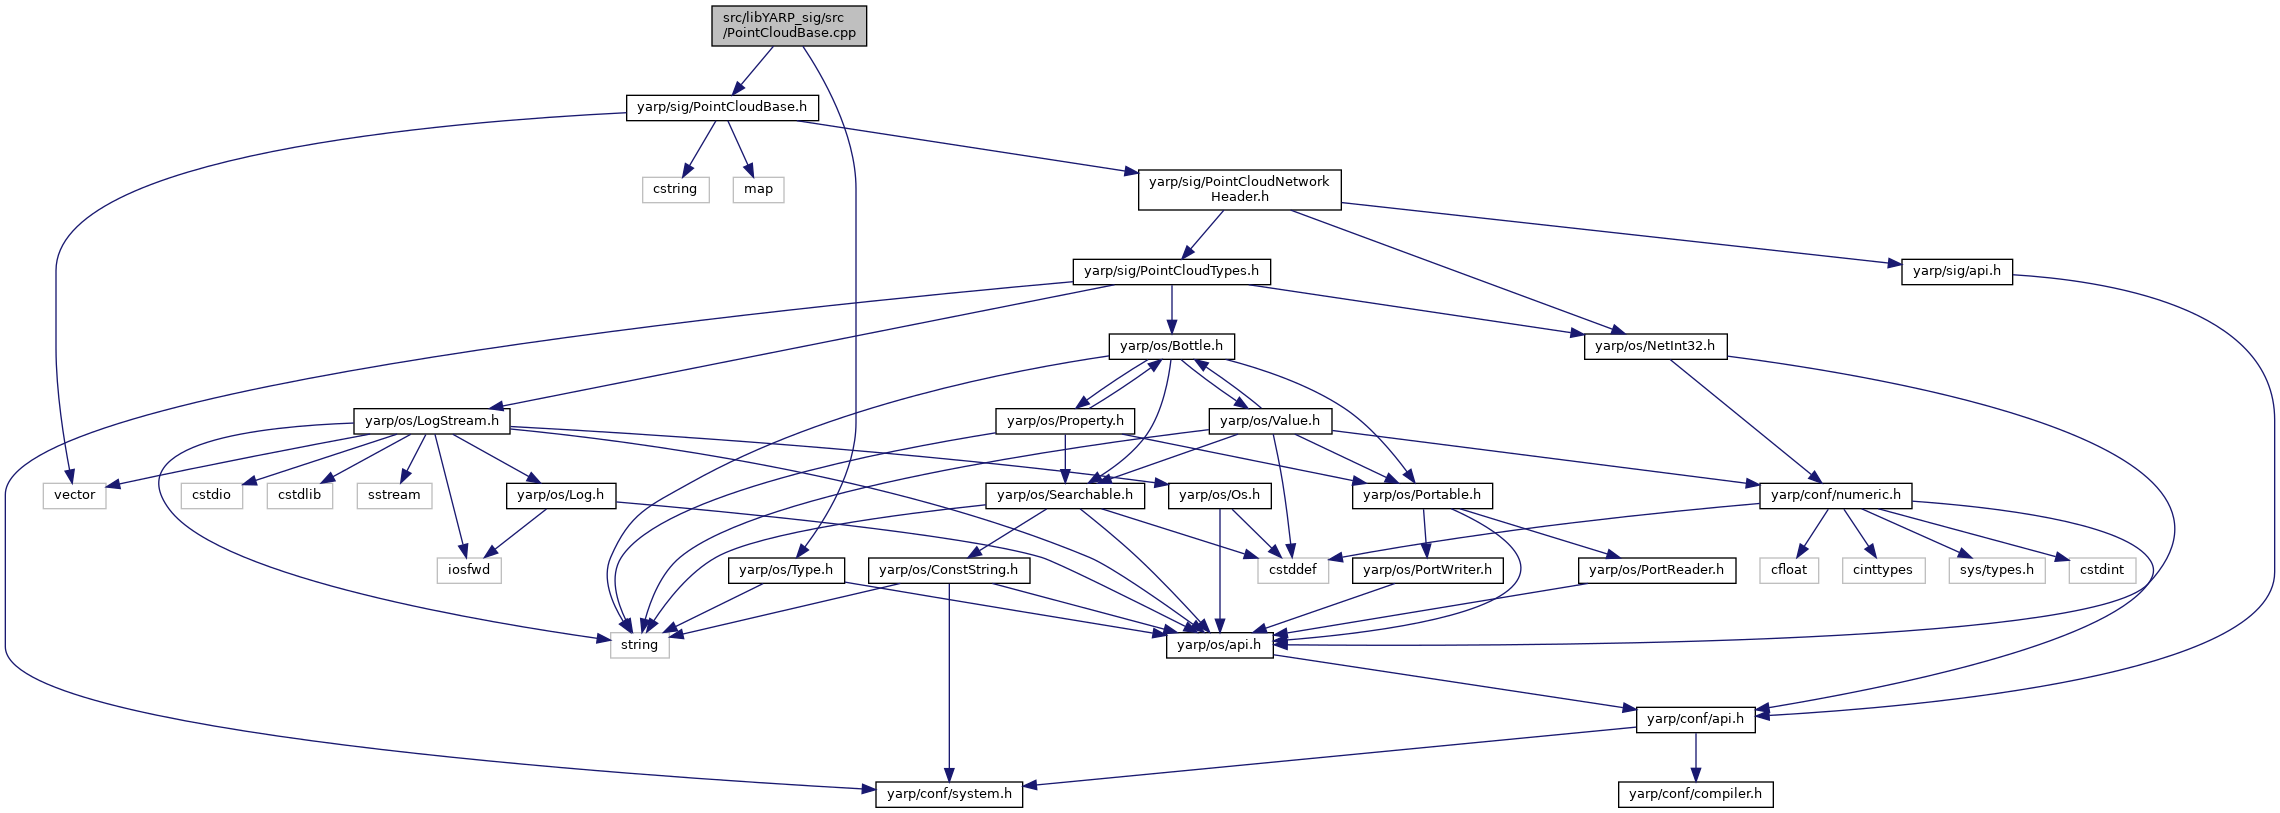 src/libYARP_sig/src
/PointCloudBase.cpp
yarp/sig/PointCloudBase.h
cstring
map
yarp/sig/PointCloudNetwork
Header.h
yarp/sig/PointCloudTypes.h
yarp/sig/api.h
yarp/os/Bottle.h
yarp/os/NetInt32.h
yarp/os/LogStream.h
yarp/os/Property.h
yarp/os/Value.h
vector
cstdio
cstdlib
sstream
yarp/os/Log.h
yarp/os/Searchable.h
yarp/os/Os.h
yarp/os/Portable.h
yarp/conf/numeric.h
iosfwd
yarp/os/Type.h
yarp/os/ConstString.h
cstddef
yarp/os/PortWriter.h
yarp/os/PortReader.h
cfloat
cinttypes
sys/types.h
cstdint
string
yarp/os/api.h
yarp/conf/api.h
yarp/conf/system.h
yarp/conf/compiler.h